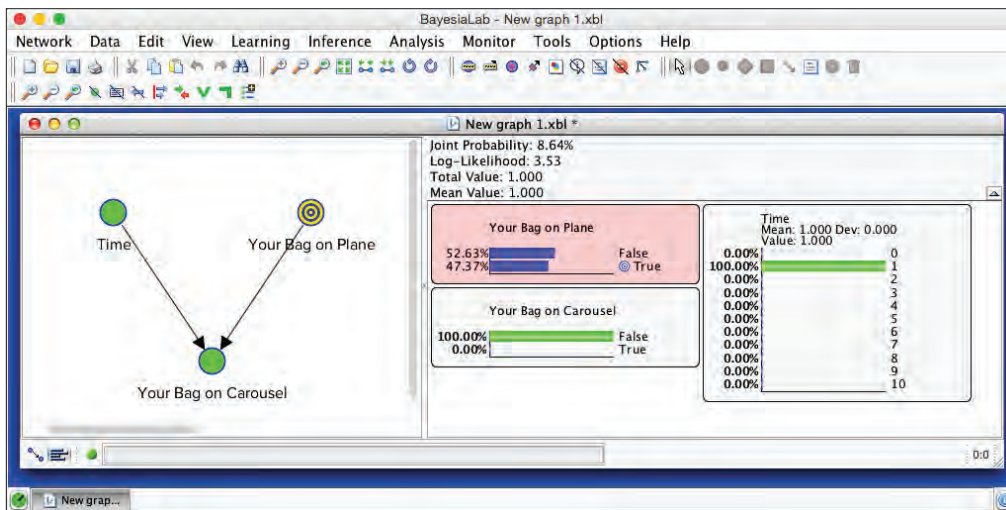 BayesiaLab - New graph 1.xbl
Network Data Edit View Learning Inference Analysis Monitor Tools Options Help
New graph 1.xbl *
Joint Probability: 8.64%
Log-Likelihood: 3.53
Total Value: 1.000
Mean Value: 1.000
Time
Your Bag on Plane
Your Bag on Carousel
Your Bag on Plane
52.63% False
47.37% True
Your Bag on Carousel
100.00% False
0.00% True
Time
Mean: 1.000 Dev: 0.000
Value: 1.000
0.00% 0
100.00% 1
0.00% 2
0.00% 3
0.00% 4
0.00% 5
0.00% 6
0.00% 7
0.00% 8
0.00% 9
0.00% 10
0:0
New grap...